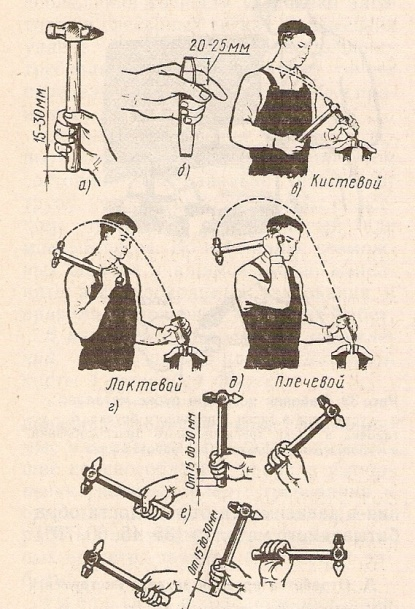 20-25мм
15-30мм
а)
б)
в) Кистевой
Локтевой
д) Плечевой
г)
От 15 до 30 мм
е)
От 15 до 30мм